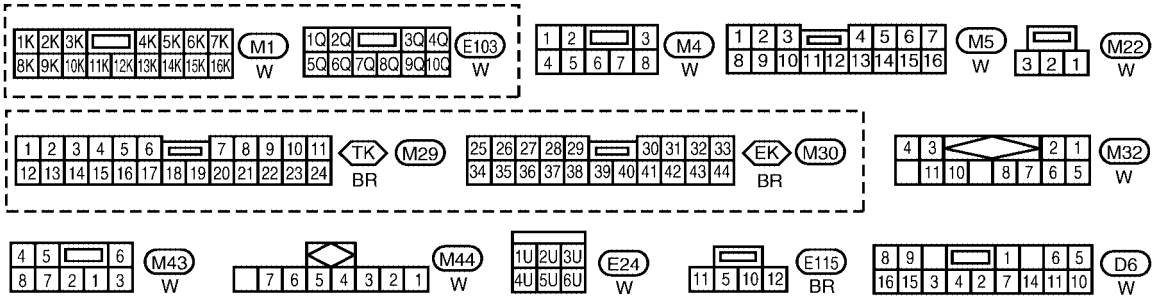 1K 2K 3K 4K 5K 6K 7K
8K 9K 10K 11K 12K 13K 14K 15K 16K
M1
W
1Q 2Q 3Q 4Q
5Q 6Q 7Q 8Q 9Q 10Q
E103
W
1 2 3
4 5 6 7 8
M4
W
1 2 3 4 5 6 7
8 9 10 11 12 13 14 15 16
M5
W
3 2 1
M22
W
1 2 3 4 5 6 7 8 9 10 11
12 13 14 15 16 17 18 19 20 21 22 23 24
TK
M29
BR
25 26 27 28 29 30 31 32 33
34 35 36 37 38 39 40 41 42 43 44
EK
M30
BR
4 3 2 1
11 10 8 7 6 5
M32
W
4 5 6
8 7 2 1 3
M43
W
7 6 5 4 3 2 1
M44
W
1U 2U 3U
4U 5U 6U
E24
W
11 5 10 12
E115
BR
8 9 1 6 5
16 15 3 4 2 7 14 11 10
D6
W